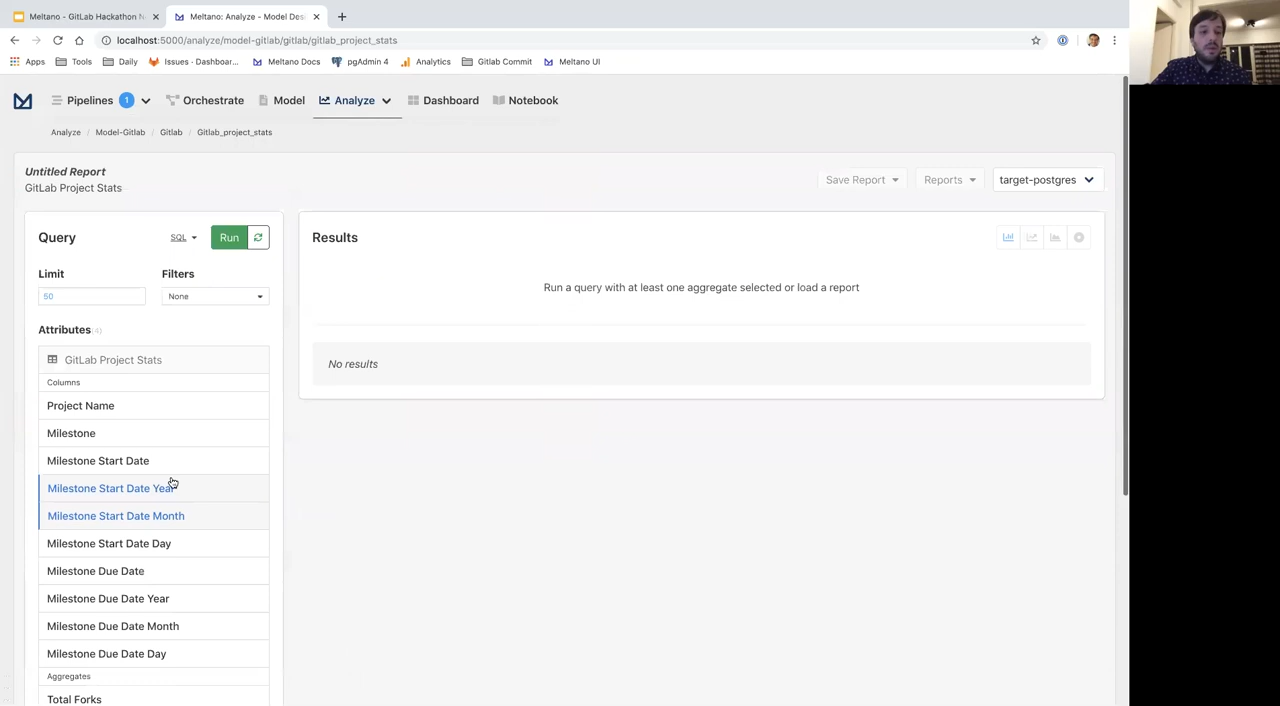 Meltano - GitLab Hackathon N
Meltano: Analyze - Model Des
localhost:5000/analyze/model-gitlab/gitlab/gitlab_project_stats
Apps Tools Daily Issues · Dashboar... Meltano Docs pgAdmin 4 Analytics Gitlab Commit Meltano UI
Pipelines 1 Orchestrate Model Analyze Dashboard Notebook
Analyze / Model-Gitlab / Gitlab / Gitlab_project_stats
Untitled Report
GitLab Project Stats
Save Report Reports target-postgres
Query SQL Run
Results
Limit Filters
50 None
Run a query with at least one aggregate selected or load a report
No results
Attributes (4)
GitLab Project Stats
Columns
Project Name
Milestone
Milestone Start Date
Milestone Start Date Year
Milestone Start Date Month
Milestone Start Date Day
Milestone Due Date
Milestone Due Date Year
Milestone Due Date Month
Milestone Due Date Day
Aggregates
Total Forks